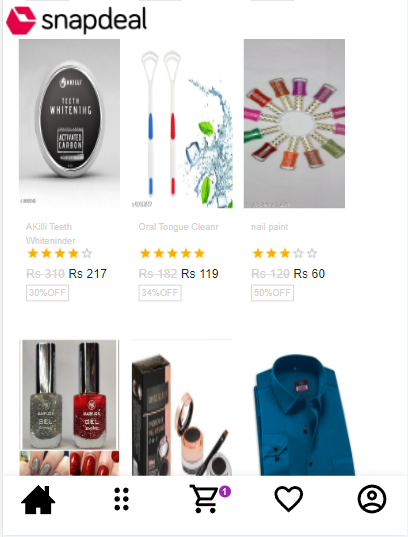 snapdeal
AKILLI
TEETH
WHITENING
ACTIVATED
CARBON
AKilli Teeth
Whiteninder
Rs 310 Rs 217
30%OFF
Oral Tongue Cleanr
Rs 182 Rs 119
34%OFF
nail paint
Rs 120 Rs 60
50%OFF
GEL
GEL
1